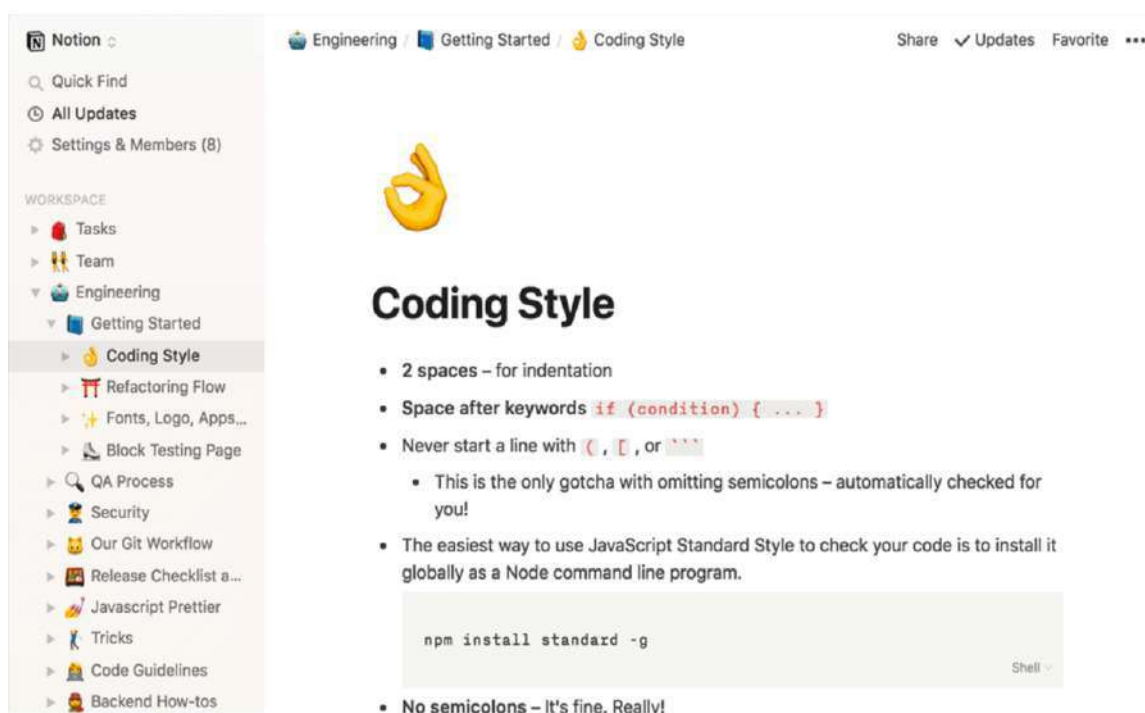 Notion
Engineering / Getting Started / Coding Style
Share ✓ Updates Favorite •••
Quick Find
All Updates
Settings & Members (8)
WORKSPACE
Tasks
Team
Engineering
Getting Started
Coding Style
Refactoring Flow
Fonts, Logo, Apps...
Block Testing Page
QA Process
Security
Our Git Workflow
Release Checklist a...
Javascript Prettier
Tricks
Code Guidelines
Backend How-tos
Coding Style
• 2 spaces – for indentation
• Space after keywords if (condition) { ... }
• Never start a line with ( , [ , or ```
• This is the only gotcha with omitting semicolons – automatically checked for
you!
• The easiest way to use JavaScript Standard Style to check your code is to install it
globally as a Node command line program.
npm install standard -g
Shell
• No semicolons – It's fine. Really!